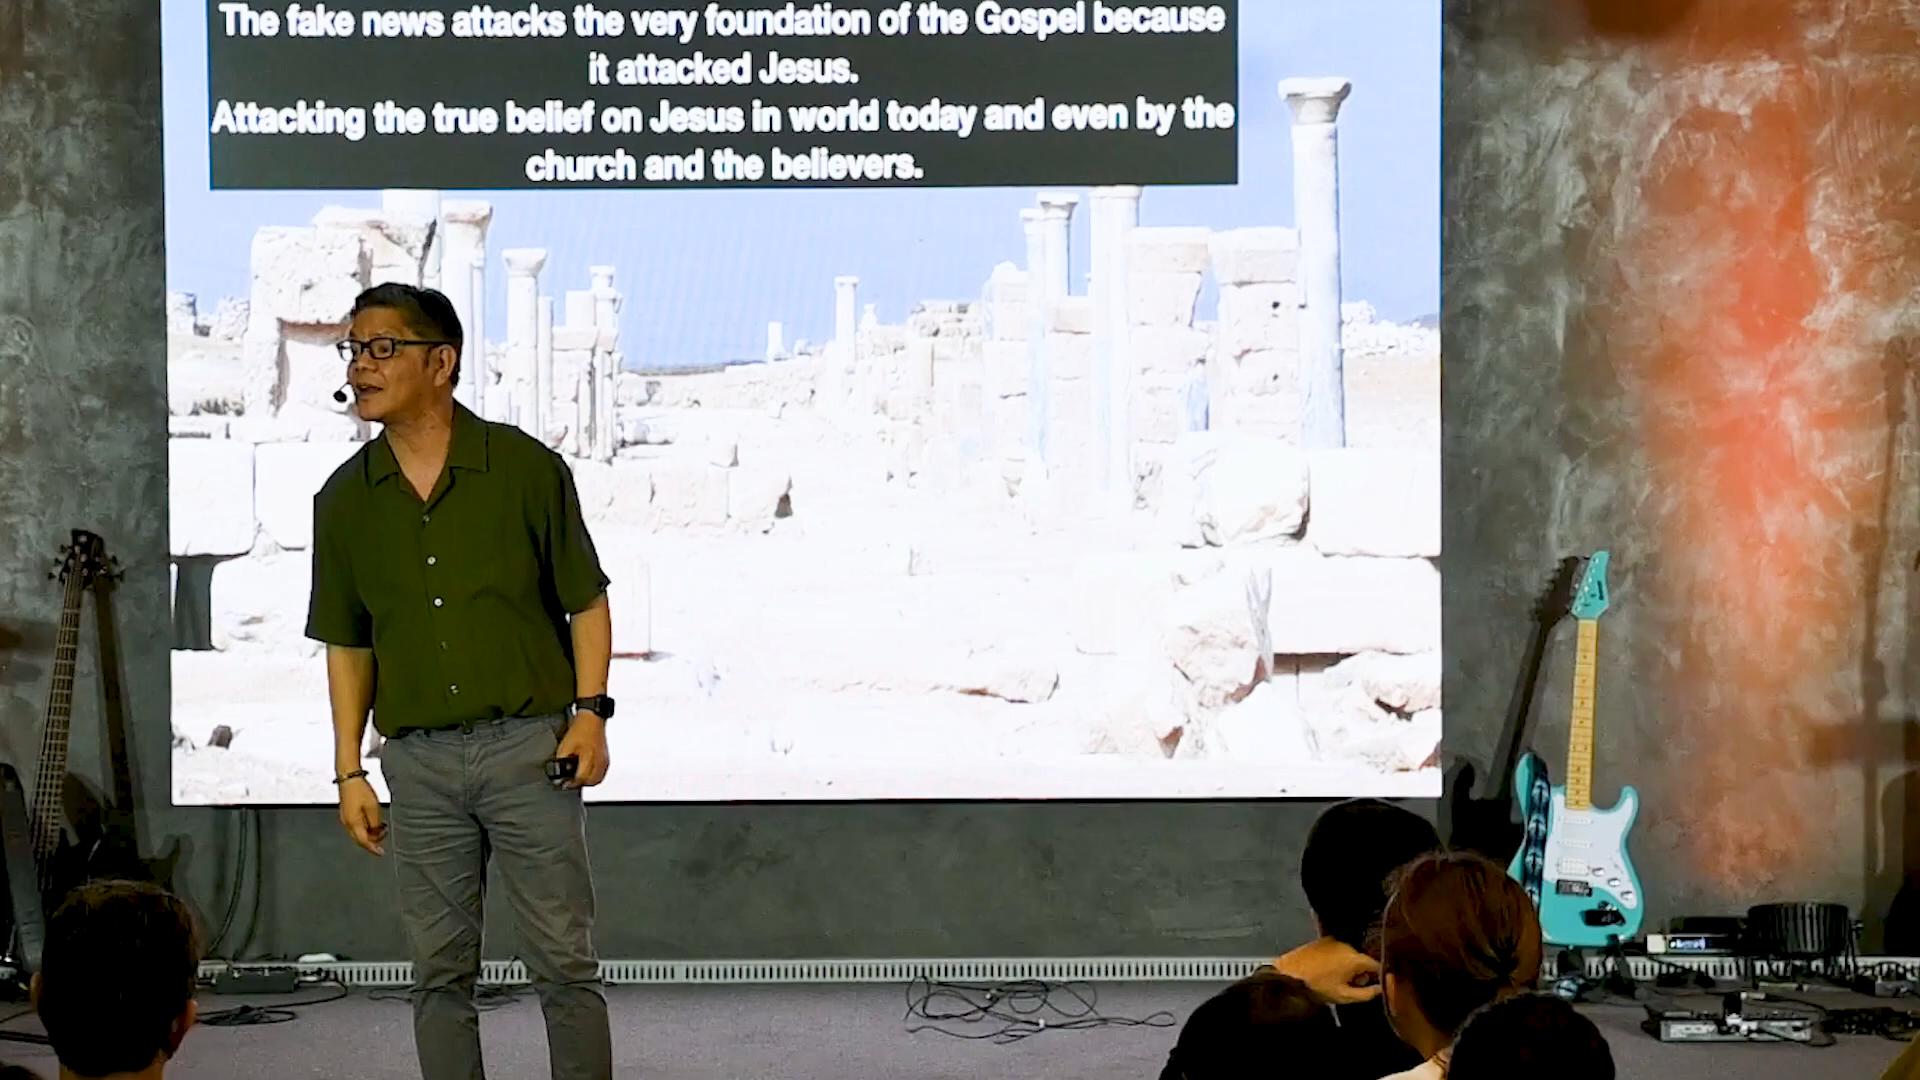 The fake news attacks the very foundation of the Gospel because
it attacked Jesus.
Attacking the true belief on Jesus in world today and even by the
church and the believers.
ZOOM